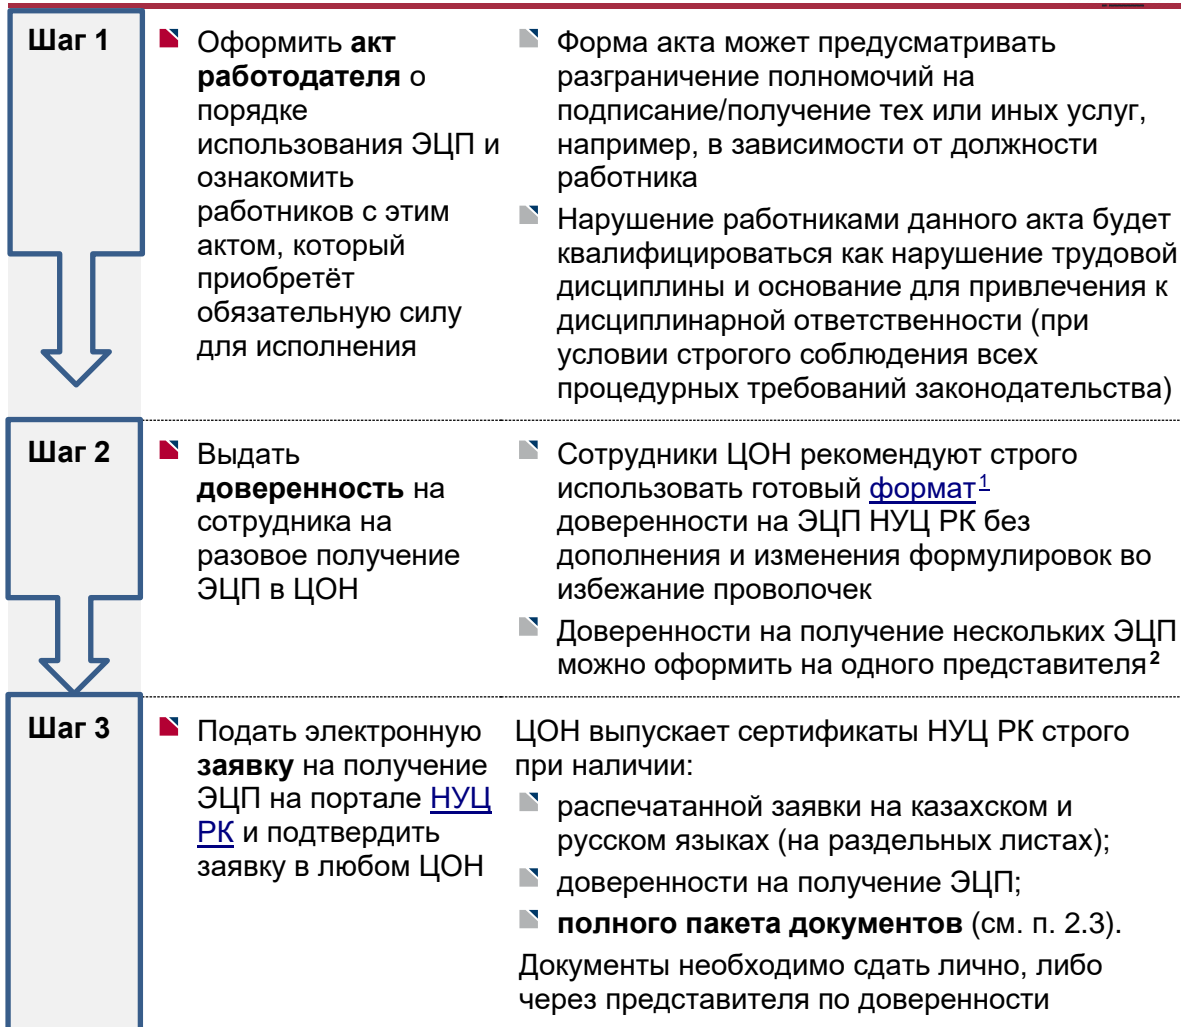 Шаг 1
Оформить акт
работодателя о
порядке
использования ЭЦП и
ознакомить
работников с этим
актом, который
приобретёт
обязательную силу
для исполнения
Форма акта может предусматривать
разграничение полномочий на
подписание/получение тех или иных услуг,
например, в зависимости от должности
работника
Нарушение работниками данного акта будет
квалифицироваться как нарушение трудовой
дисциплины и основание для привлечения к
дисциплинарной ответственности (при
условии строгого соблюдения всех
процедурных требований законодательства)
Шаг 2
Выдать
доверенность на
сотрудника на
разовое получение
ЭЦП в ЦОН
Сотрудники ЦОН рекомендуют строго
использовать готовый формат1
доверенности на ЭЦП НУЦ РК без
дополнения и изменения формулировок во
избежание проволочек
Доверенности на получение нескольких ЭЦП
можно оформить на одного представителя2
Шаг 3
Подать электронную
заявку на получение
ЭЦП на портале НУЦ
РК и подтвердить
заявку в любом ЦОН
ЦОН выпускает сертификаты НУЦ РК строго
при наличии:
распечатанной заявки на казахском и
русском языках (на раздельных листах);
доверенности на получение ЭЦП;
полного пакета документов (см. п. 2.3).
Документы необходимо сдать лично, либо
через представителя по доверенности